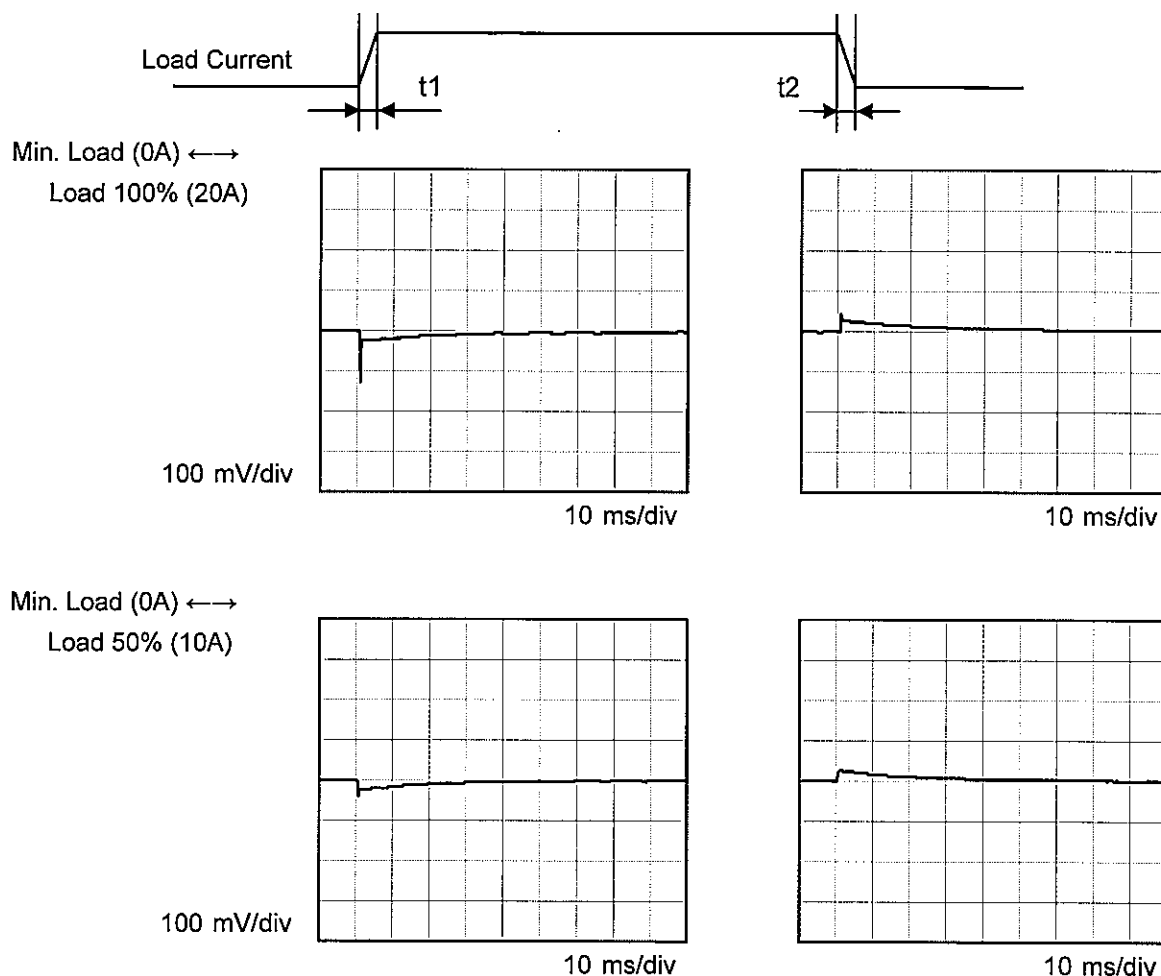 Load Current
t1
t2
Min. Load (0A) ←→
Load 100% (20A)
100 mV/div
10 ms/div
10 ms/div
Min. Load (0A) ←→
Load 50% (10A)
100 mV/div
10 ms/div
10 ms/div